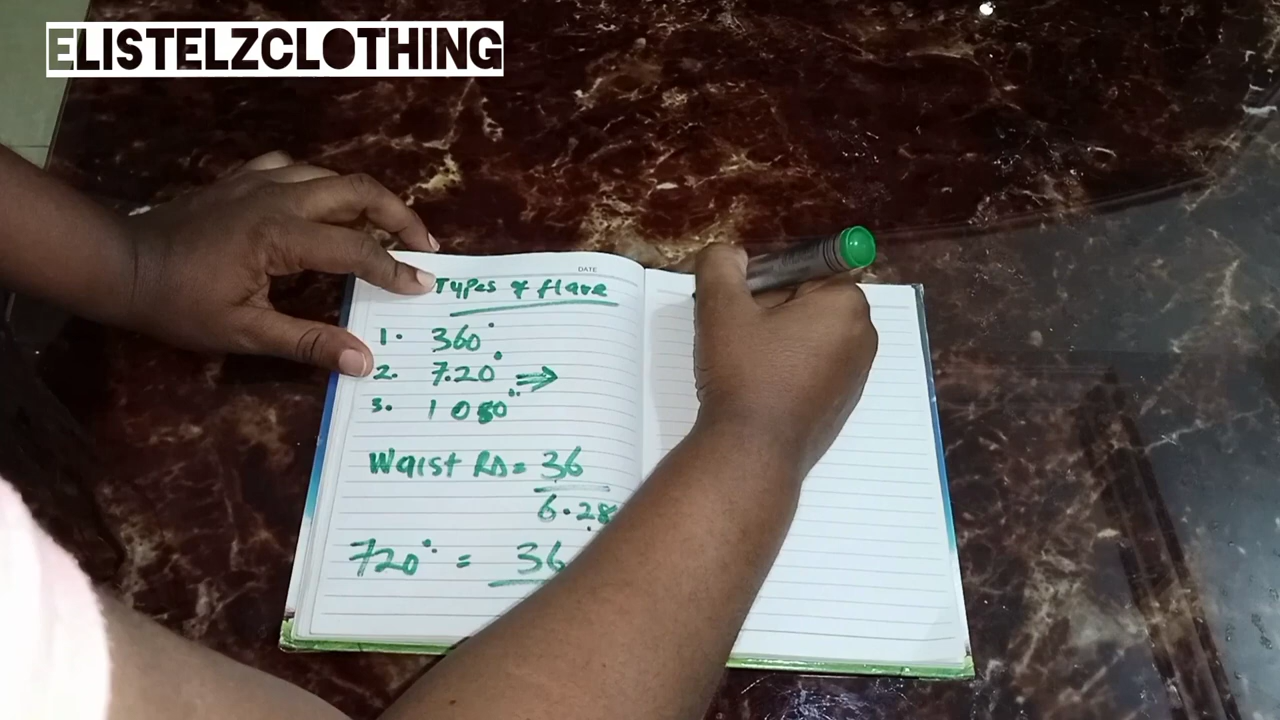 ELISTELZCLOTHING
DATE
Types of flare
1. 360°
2. 720° ⇒
3. 1080°
Waist RD = 36
6.28
720° = 36